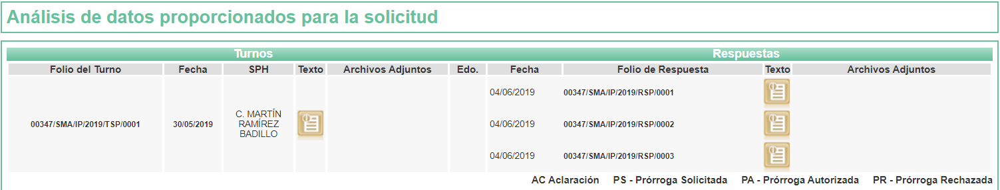 Análisis de datos proporcionados para la solicitud
Turnos Respuestas
Folio del Turno Fecha SPH Texto Archivos Adjuntos Edo. Fecha Folio de Respuesta Texto Archivos Adjuntos
04/06/2019 00347/SMA/IP/2019/RSP/0001
00347/SMA/IP/2019/TSP/0001 30/05/2019 C. MARTÍN
RAMÍREZ
BADILLO
04/06/2019 00347/SMA/IP/2019/RSP/0002
04/06/2019 00347/SMA/IP/2019/RSP/0003
AC Aclaración PS - Prórroga Solicitada PA - Prórroga Autorizada PR - Prórroga Rechazada